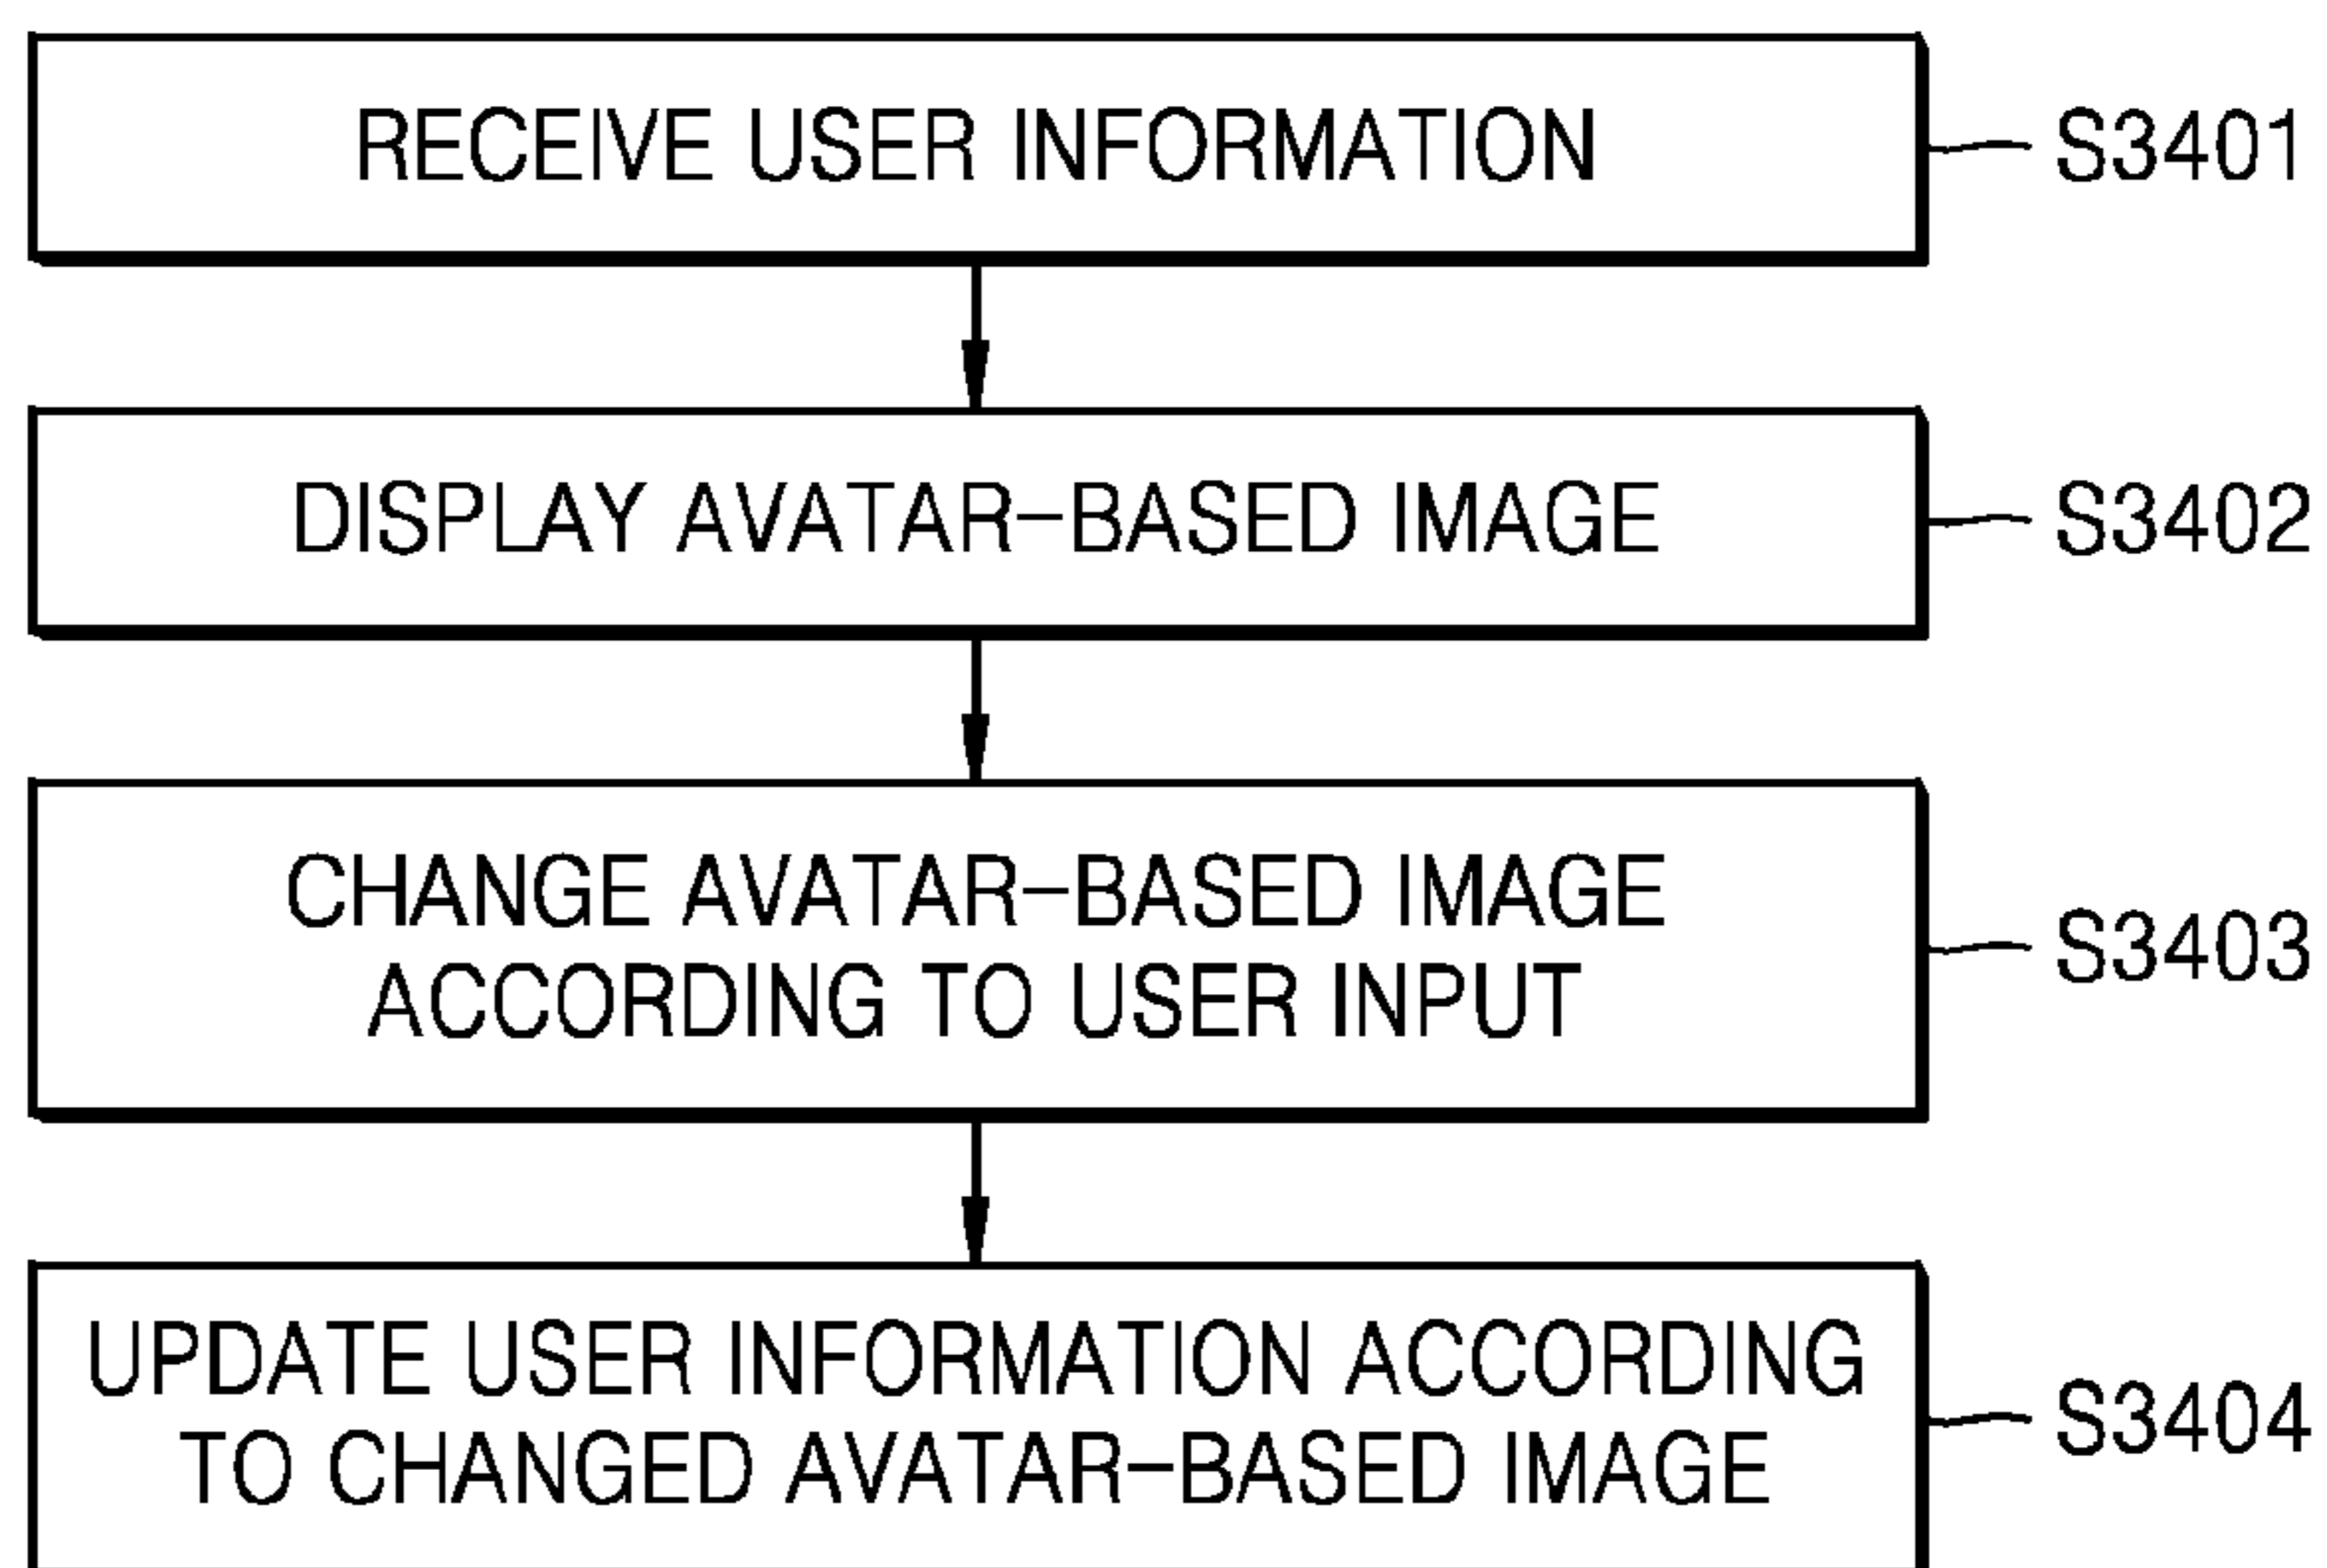 RECEIVE USER INFORMATION
S3401
DISPLAY AVATAR-BASED IMAGE
S3402
CHANGE AVATAR-BASED IMAGE
ACCORDING TO USER INPUT
S3403
UPDATE USER INFORMATION ACCORDING
TO CHANGED AVATAR-BASED IMAGE
S3404